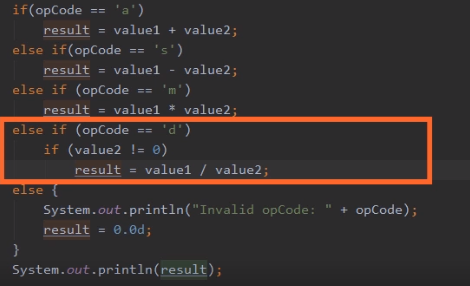 if(opCode == 'a')
result = value1 + value2;
else if(opCode == 's')
result = value1 - value2;
else if (opCode == 'm')
result = value1 * value2;
else if (opCode == 'd')
if (value2 != 0)
result = value1 / value2;
else {
System.out.println("Invalid opCode: " + opCode);
result = 0.0d;
}
System.out.println(result);